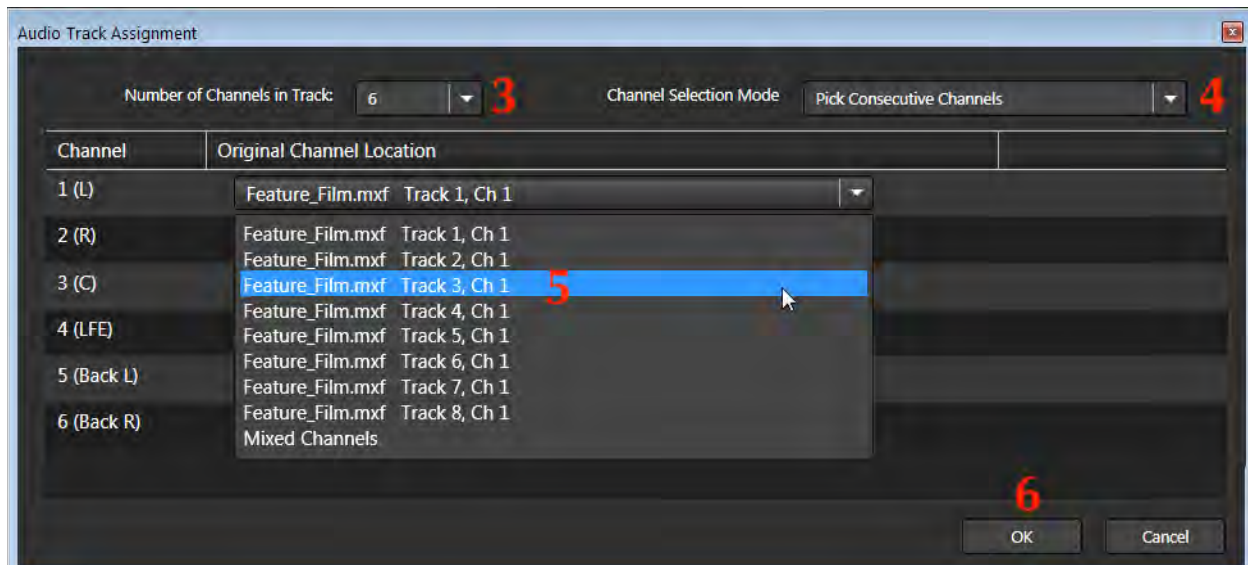 Audio Track Assignment
Number of Channels in Track: 6 3 Channel Selection Mode Pick Consecutive Channels 4
Channel Original Channel Location
1 (L) Feature_Film.mxf Track 1, Ch 1
2 (R) Feature_Film.mxf Track 1, Ch 1
Feature_Film.mxf Track 2, Ch 1
3 (C) Feature_Film.mxf Track 3, Ch 1 5
Feature_Film.mxf Track 4, Ch 1
4 (LFE) Feature_Film.mxf Track 5, Ch 1
Feature_Film.mxf Track 6, Ch 1
5 (Back L) Feature_Film.mxf Track 7, Ch 1
6 (Back R) Feature_Film.mxf Track 8, Ch 1
Mixed Channels
6
OK Cancel